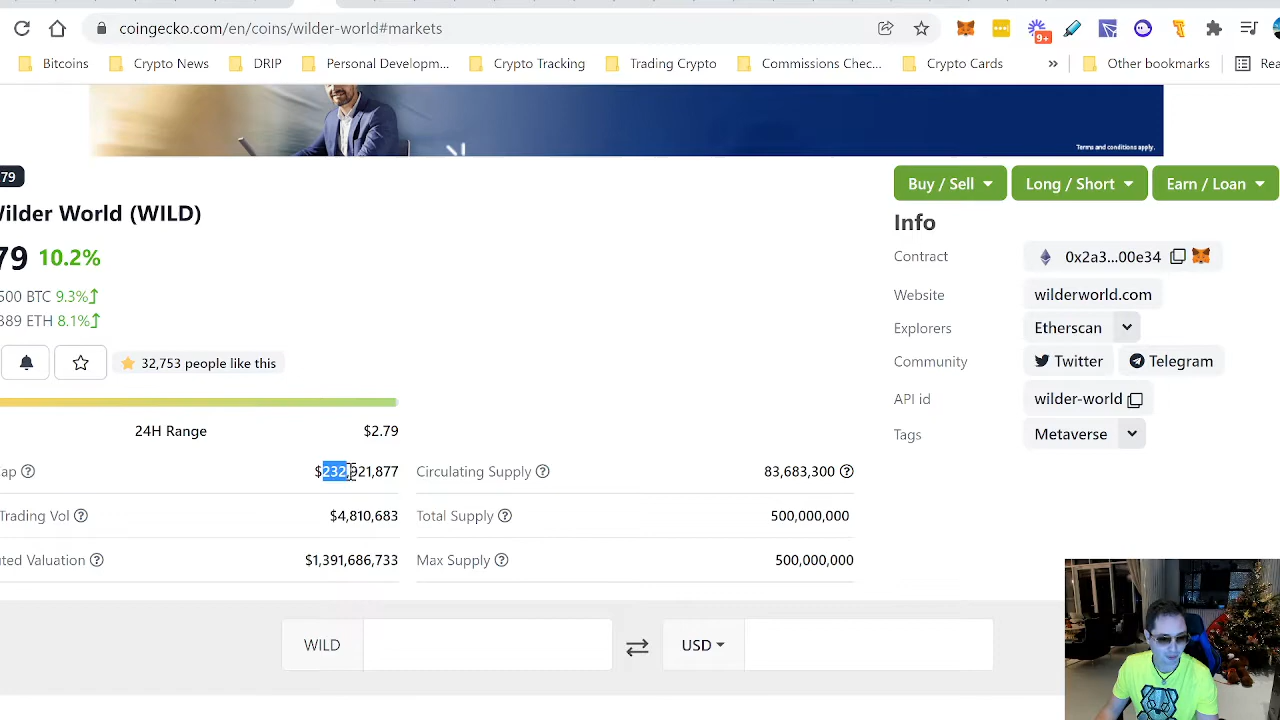 coingecko.com/en/coins/wilder-world#markets
9+
Bitcoins Crypto News DRIP Personal Developm... Crypto Tracking Trading Crypto Commissions Chec... Crypto Cards » Other bookmarks Rea
Terms and conditions apply.
79
Buy / Sell Long / Short Earn / Loan
Wilder World (WILD)
Info
79 10.2%
Contract 0x2a3...00e34
500 BTC 9.3%
Website wilderworld.com
389 ETH 8.1%
Explorers Etherscan
32,753 people like this
Community Twitter Telegram
API id wilder-world
24H Range $2.79
Tags Metaverse
ap $232, 21,877 Circulating Supply 83,683,300
Trading Vol $4,810,683 Total Supply 500,000,000
uted Valuation $1,391,686,733 Max Supply 500,000,000
WILD USD